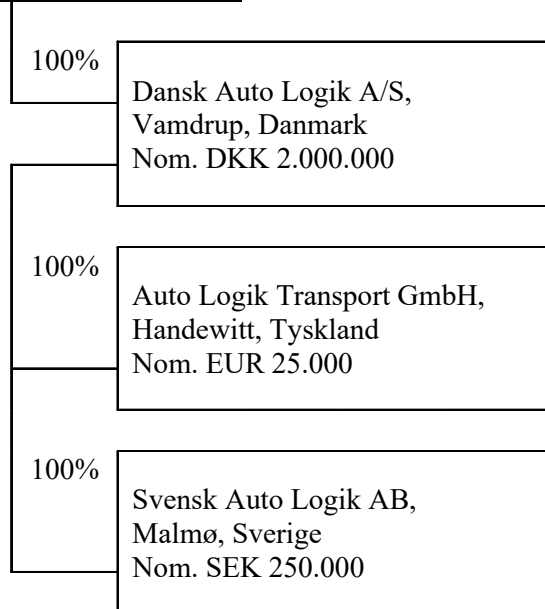 100%
Dansk Auto Logik A/S,
Vamdrup, Danmark
Nom. DKK 2.000.000
100%
Auto Logik Transport GmbH,
Handewitt, Tyskland
Nom. EUR 25.000
100%
Svensk Auto Logik AB,
Malmø, Sverige
Nom. SEK 250.000